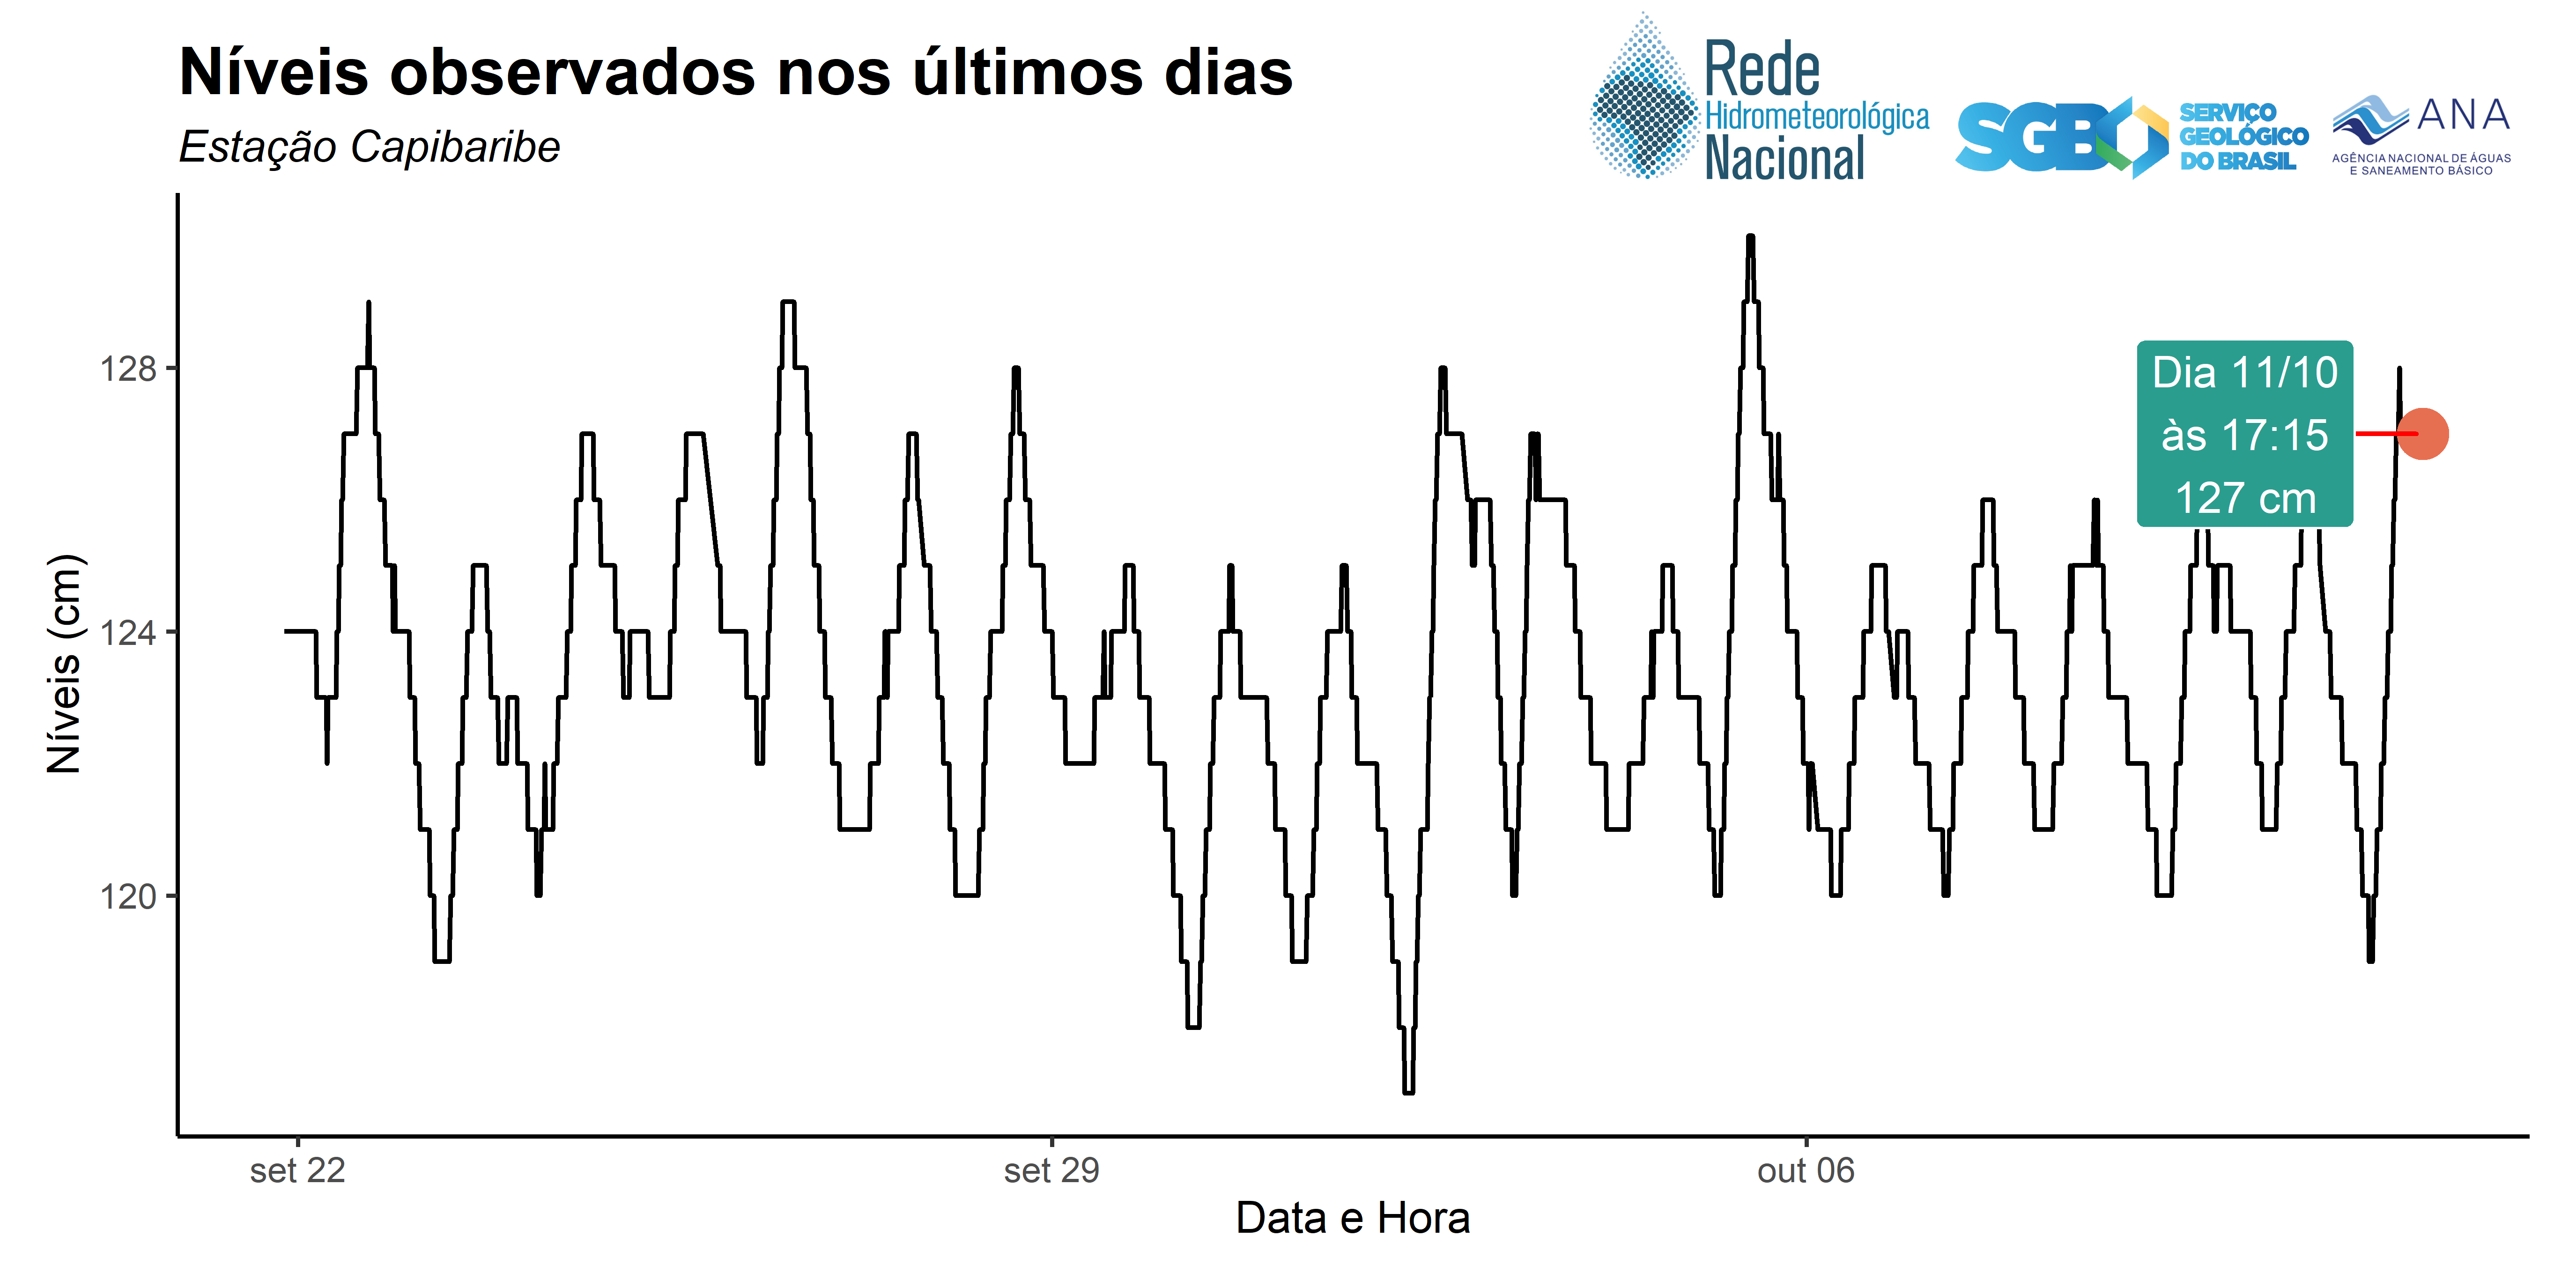 Níveis observados nos últimos dias
Estação Capibaribe
Rede
Hidrometeorológica
Nacional
SGB
SERVIÇO
GEOLÓGICO
DO BRASIL
ANA
AGÊNCIA NACIONAL DE ÁGUAS
E SANEAMENTO BÁSICO
Níveis (cm)
128
124
120
Dia 11/10
às 17:15
127 cm
set 22
set 29
out 06
Data e Hora